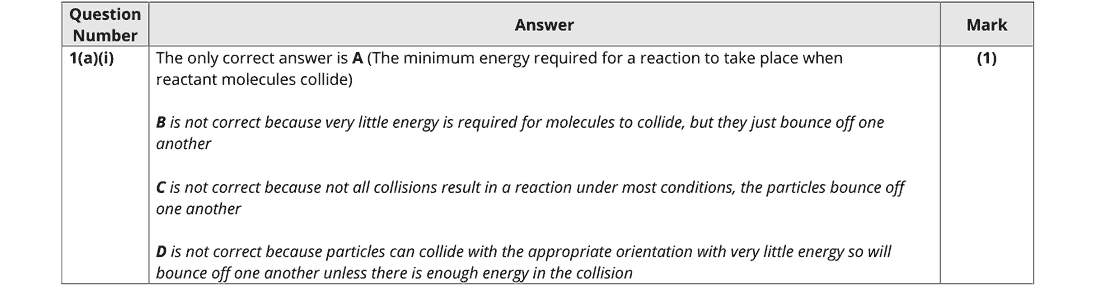 Question Number Answer Mark
1(a)(i) The only correct answer is A (The minimum energy required for a reaction to take place when (1)
reactant molecules collide)
B is not correct because very little energy is required for molecules to collide, but they just bounce off one
another
C is not correct because not all collisions result in a reaction under most conditions, the particles bounce off
one another
D is not correct because particles can collide with the appropriate orientation with very little energy so will
bounce off one another unless there is enough energy in the collision